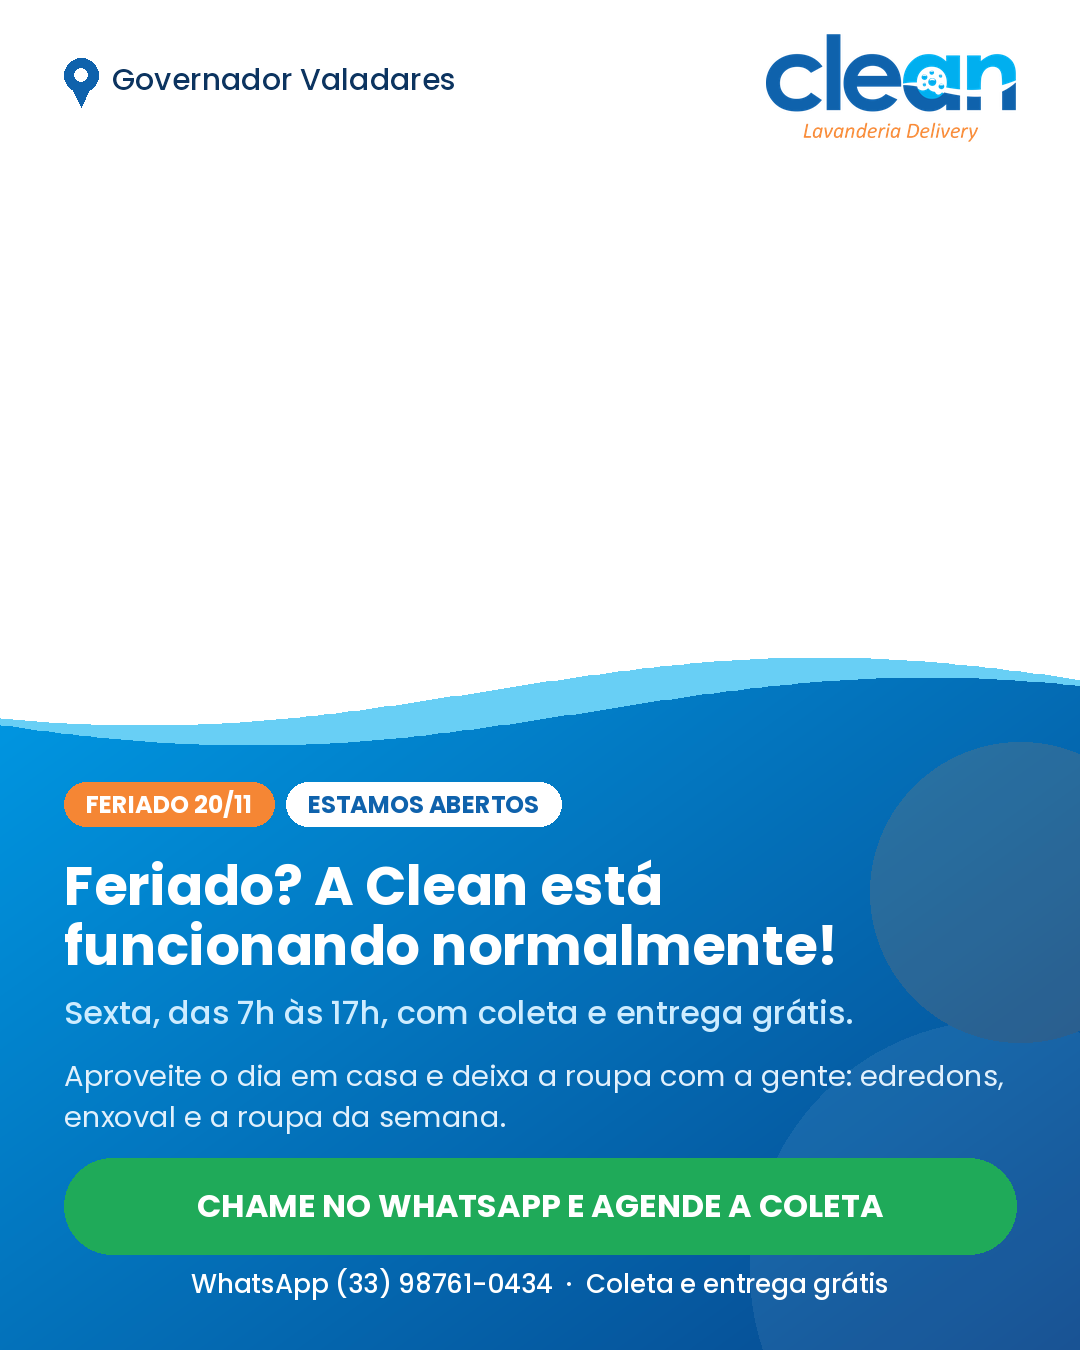 Governador Valadares
clean
Lavanderia Delivery
FERIADO 20/11
ESTAMOS ABERTOS
Feriado? A Clean está
funcionando normalmente!
Sexta, das 7h às 17h, com coleta e entrega grátis.
Aproveite o dia em casa e deixa a roupa com a gente: edredons,
enxoval e a roupa da semana.
CHAME NO WHATSAPP E AGENDE A COLETA
WhatsApp (33) 98761-0434 · Coleta e entrega grátis